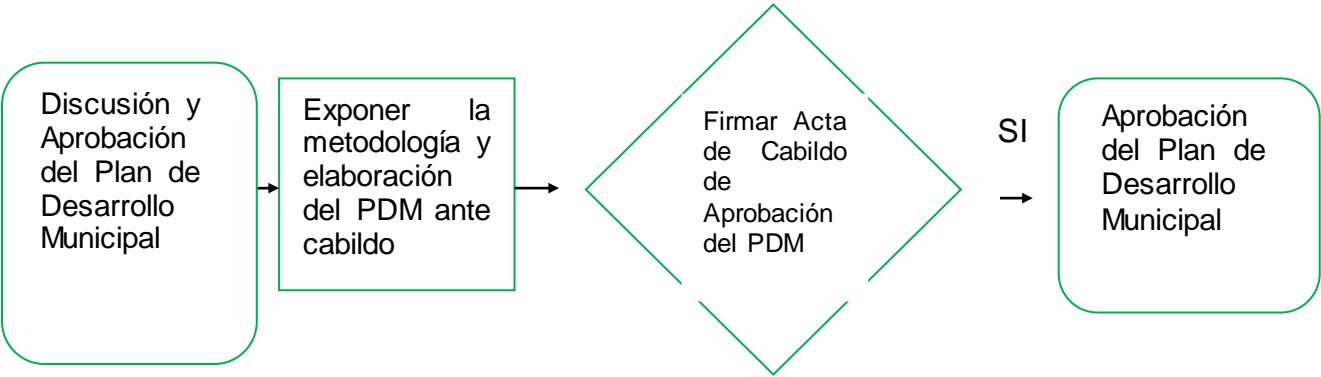 Discusión y
Aprobación
del Plan de
Desarrollo
Municipal
Exponer la
metodología y
elaboración
del PDM ante
cabildo
Firmar Acta
de Cabildo
de
Aprobación
del PDM
SI
Aprobación
del Plan de
Desarrollo
Municipal